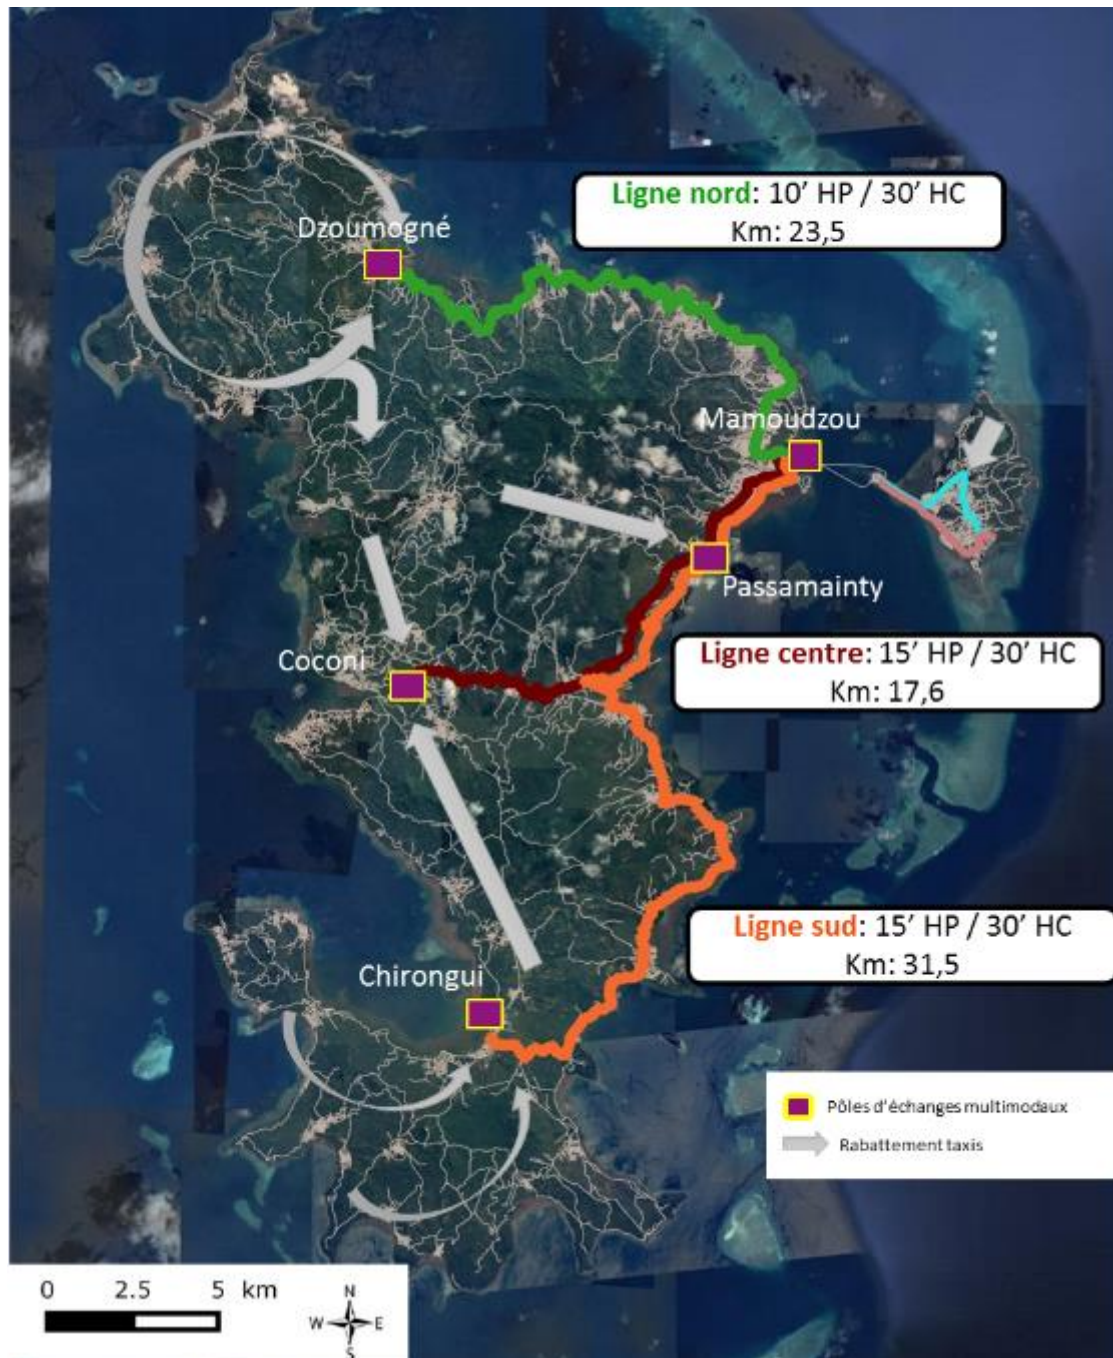 Ligne nord: 10’ HP / 30’ HC
Km: 23,5
Dzoumogné
Mamoudzou
Passamainty
Ligne centre: 15’ HP / 30’ HC
Km: 17,6
Coconi
Ligne sud: 15’ HP / 30’ HC
Km: 31,5
Chirongui
Pôles d’échanges multimodaux
Rabattement taxis
0 2.5 5 km
N
W E
S